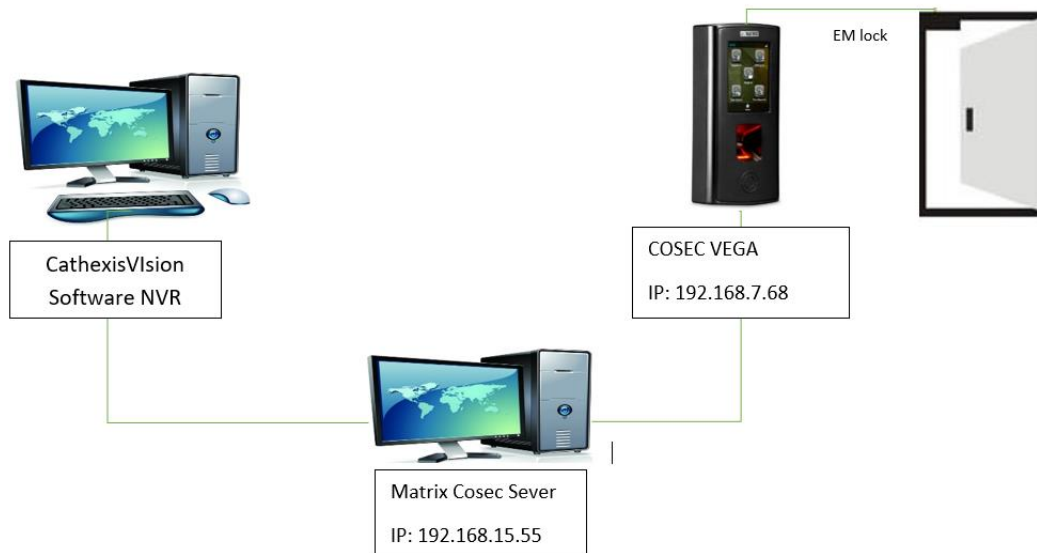 EM lock
CathexisVIsion
Software NVR
COSEC VEGA
IP: 192.168.7.68
Matrix Cosec Sever
IP: 192.168.15.55